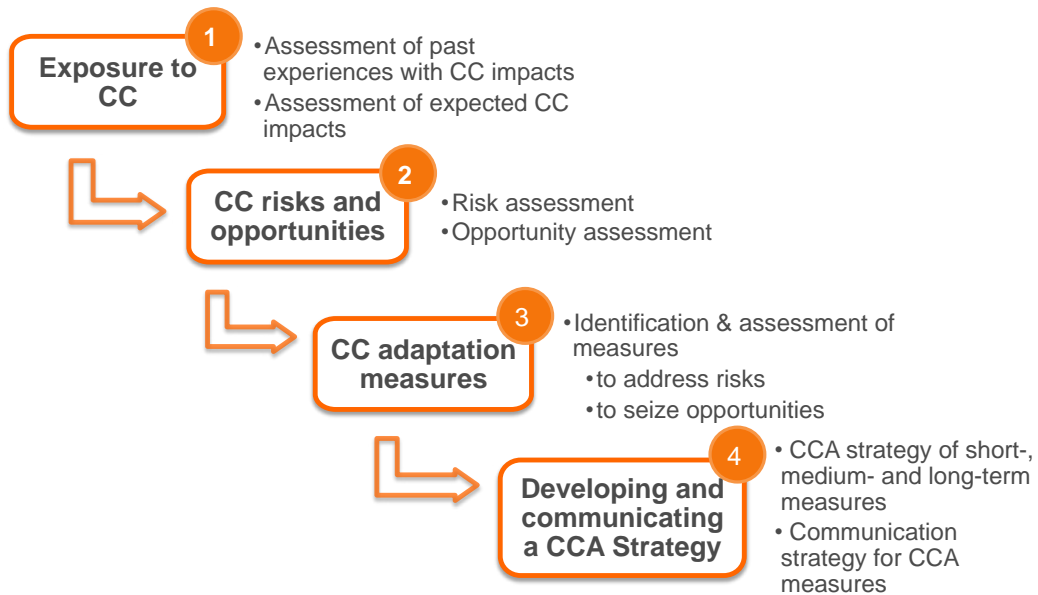 1
Exposure to
CC
•Assessment of past
experiences with CC impacts
•Assessment of expected CC
impacts
2
CC risks and
opportunities
•Risk assessment
•Opportunity assessment
3
CC adaptation
measures
•Identification & assessment of
measures
•to address risks
•to seize opportunities
4
Developing and
communicating
a CCA Strategy
• CCA strategy of short-,
medium- and long-term
measures
• Communication
strategy for CCA
measures